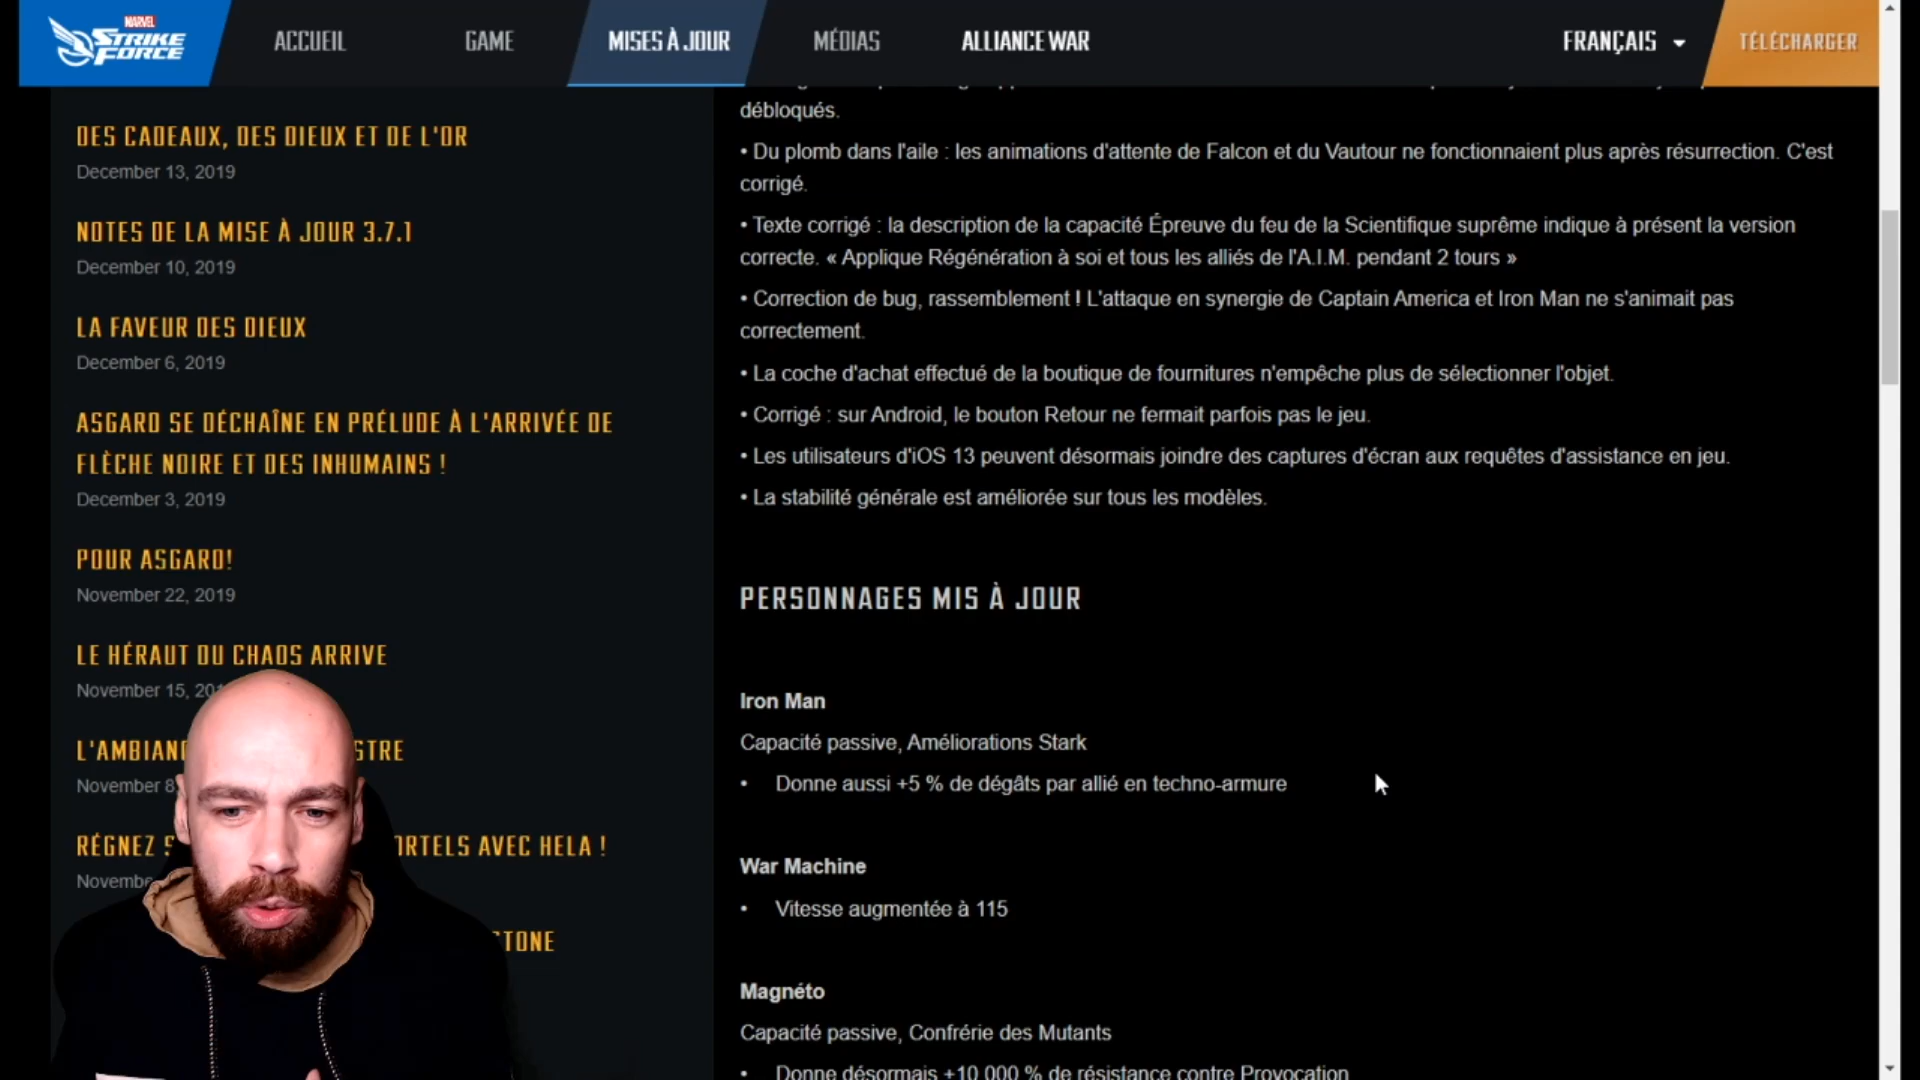 MARVEL
STRIKE
FORCE
ACCUEIL
GAME
MISES À JOUR
MÉDIAS
ALLIANCE WAR
FRANÇAIS
TÉLÉCHARGER
DES CADEAUX, DES DIEUX ET DE L'OR
December 13, 2019
NOTES DE LA MISE À JOUR 3.7.1
December 10, 2019
LA FAVEUR DES DIEUX
December 6, 2019
ASGARD SE DÉCHAÎNE EN PRÉLUDE À L'ARRIVÉE DE
FLÈCHE NOIRE ET DES INHUMAINS !
December 3, 2019
POUR ASGARD!
November 22, 2019
LE HÉRAUT DU CHAOS ARRIVE
November 15,
November 8
RÉGNEZ
AVEC HELA !
débloqués.
• Du plomb dans l'aile : les animations d'attente de Falcon et du Vautour ne fonctionnaient plus après résurrection. C'est
corrigé.
• Texte corrigé : la description de la capacité Épreuve du feu de la Scientifique suprême indique à présent la version
correcte. « Applique Régénération à soi et tous les alliés de l'A.I.M. pendant 2 tours »
• Correction de bug, rassemblement ! L'attaque en synergie de Captain America et Iron Man ne s'animait pas
correctement.
• La coche d'achat effectué de la boutique de fournitures n'empêche plus de sélectionner l'objet.
• Corrigé : sur Android, le bouton Retour ne fermait parfois pas le jeu.
• Les utilisateurs d'iOS 13 peuvent désormais joindre des captures d'écran aux requêtes d'assistance en jeu.
• La stabilité générale est améliorée sur tous les modèles.
PERSONNAGES MIS À JOUR
Iron Man
Capacité passive, Améliorations Stark
• Donne aussi +5 % de dégâts par allié en techno-armure
War Machine
• Vitesse augmentée à 115
Magnéto
Capacité passive, Confrérie des Mutants
• Donne désormais +10 000 % de résistance contre Provocation